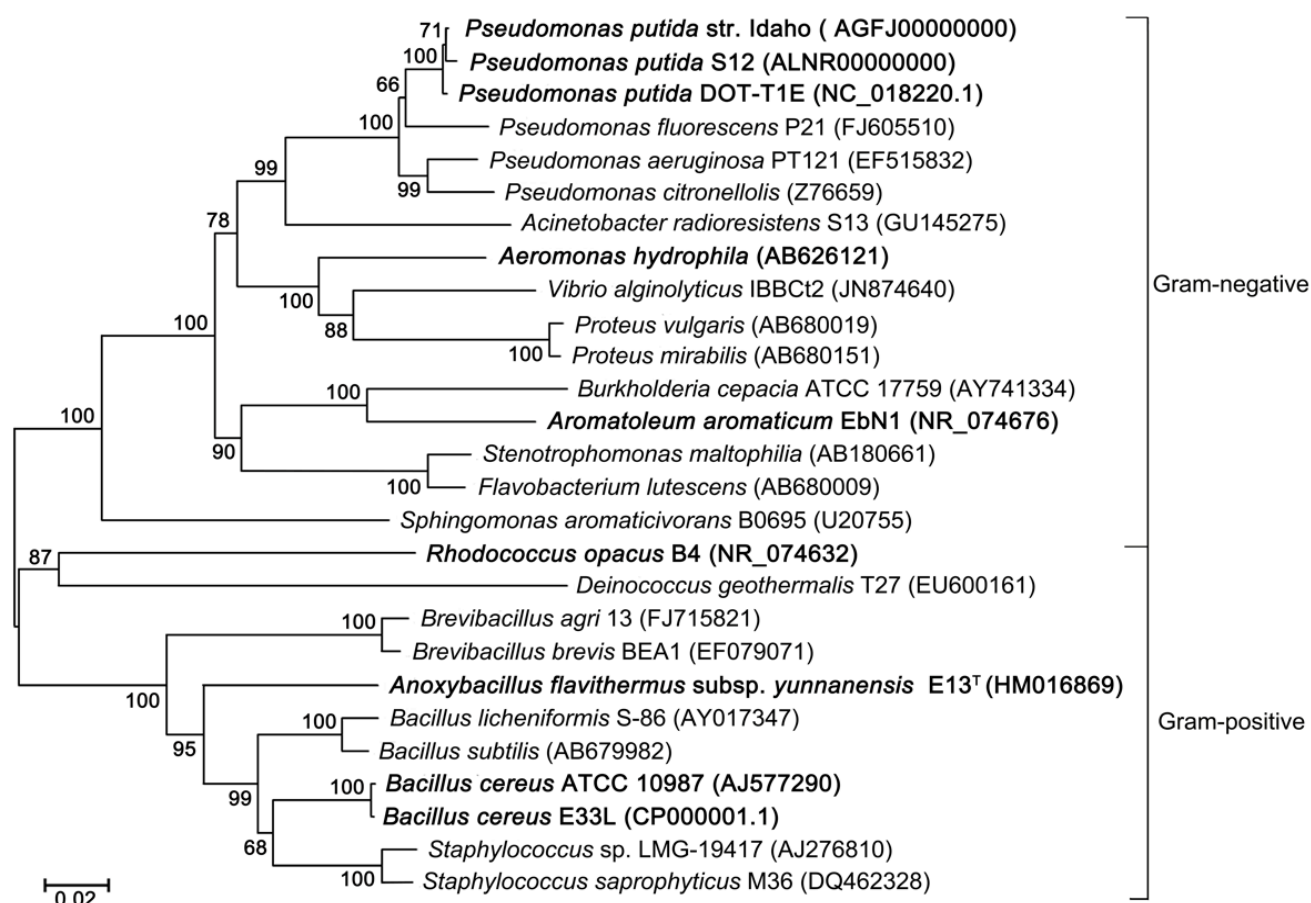 71
Pseudomonas putida str. Idaho ( AGFJ00000000)
100
Pseudomonas putida S12 (ALNR00000000)
66
Pseudomonas putida DOT-T1E (NC_018220.1)
100
Pseudomonas fluorescens P21 (FJ605510)
99
Pseudomonas aeruginosa PT121 (EF515832)
99
Pseudomonas citronellolis (Z76659)
78
Acinetobacter radioresistens S13 (GU145275)
Aeromonas hydrophila (AB626121)
Gram-negative
100
Vibrio alginolyticus IBBCt2 (JN874640)
100
88
Proteus vulgaris (AB680019)
100
Proteus mirabilis (AB680151)
100
Burkholderia cepacia ATCC 17759 (AY741334)
100
Aromatoleum aromaticum EbN1 (NR_074676)
90
Stenotrophomonas maltophilia (AB180661)
100
Flavobacterium lutescens (AB680009)
Sphingomonas aromaticivorans B0695 (U20755)
87
Rhodococcus opacus B4 (NR_074632)
Deinococcus geothermalis T27 (EU600161)
100
Brevibacillus agri 13 (FJ715821)
Brevibacillus brevis BEA1 (EF079071)
100
Anoxybacillus flavithermus subsp. yunnanensis E13ᵀ (HM016869)
100
Bacillus licheniformis S-86 (AY017347)
Gram-positive
95
Bacillus subtilis (AB679982)
100
Bacillus cereus ATCC 10987 (AJ577290)
99
Bacillus cereus E33L (CP000001.1)
68
Staphylococcus sp. LMG-19417 (AJ276810)
100
Staphylococcus saprophyticus M36 (DQ462328)
0.02